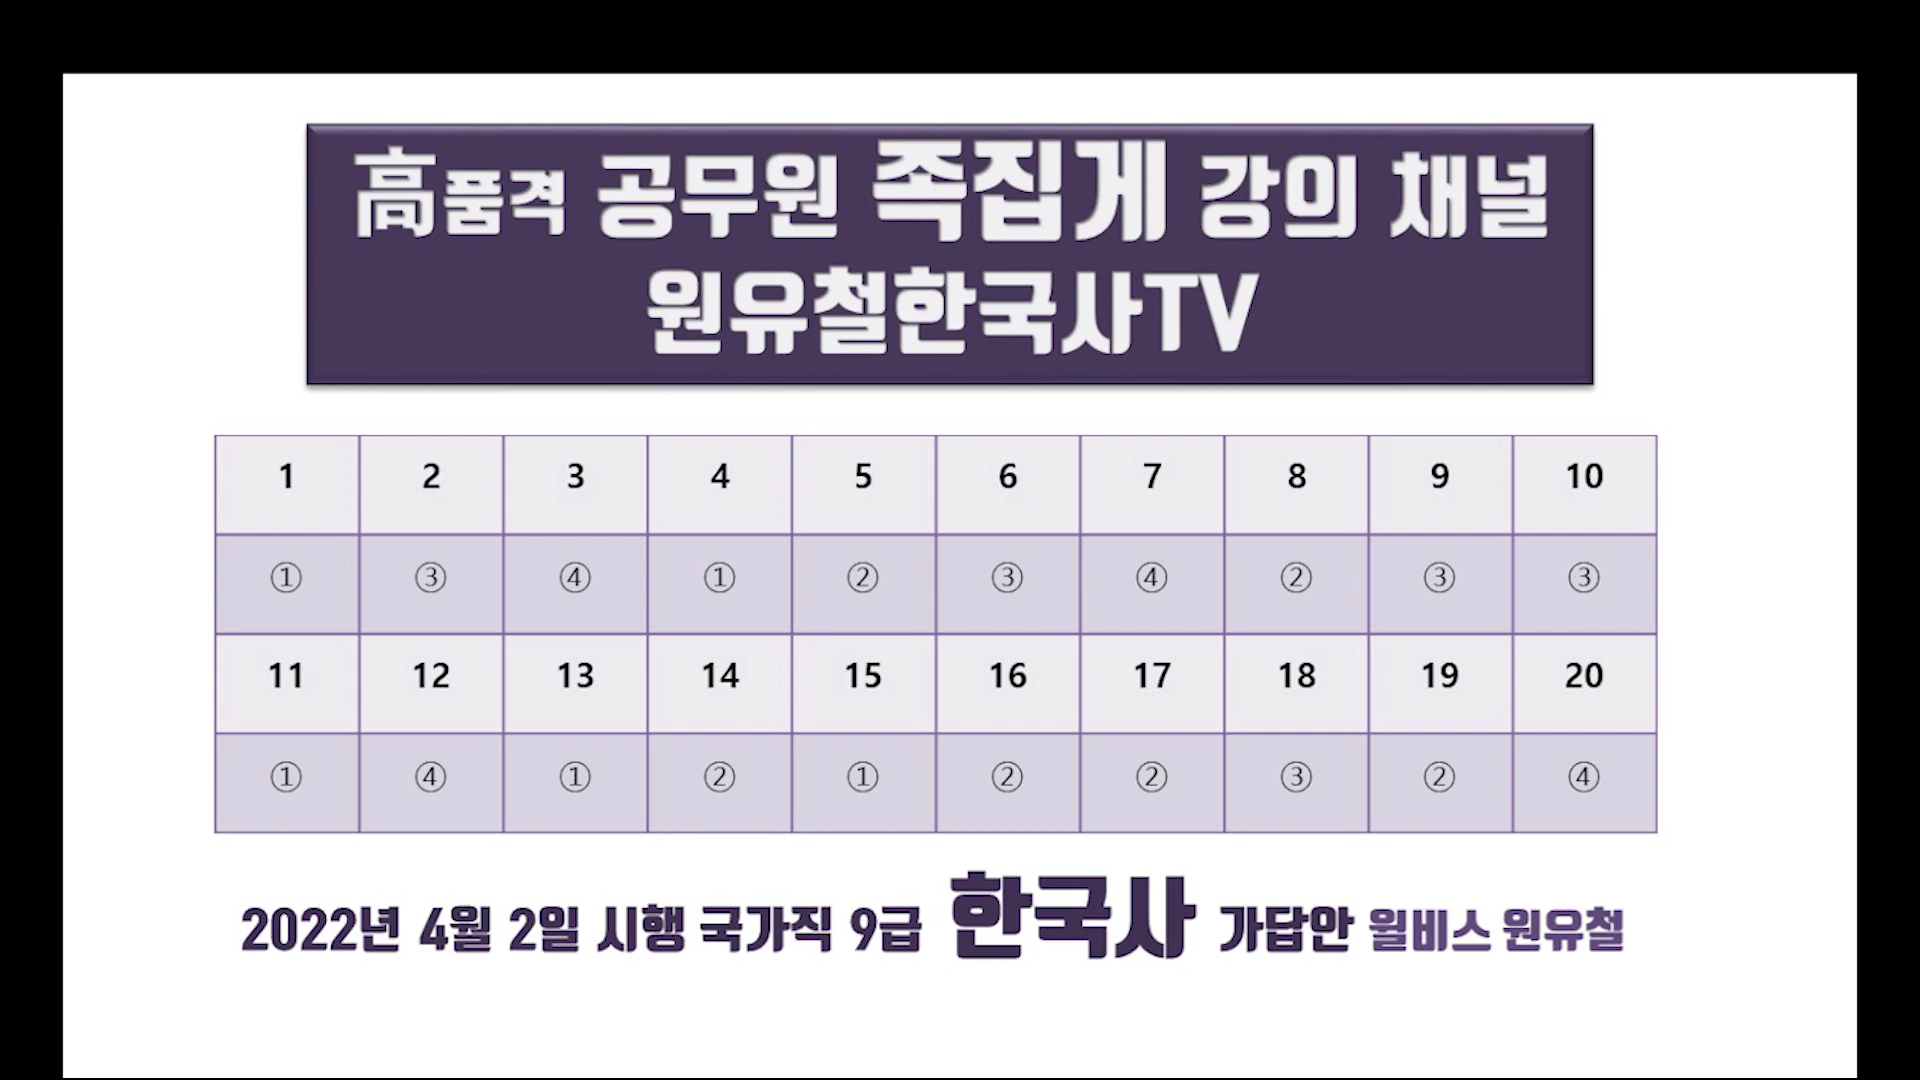 高품격 공무원 족집게 강의 채널
원유철한국사TV
1 2 3 4 5 6 7 8 9 10
① ③ ④ ① ② ③ ④ ② ③ ③
11 12 13 14 15 16 17 18 19 20
① ④ ① ② ① ② ② ③ ② ④
2022년 4월 2일 시행 국가직 9급 한국사 가답안 윌비스 원유철